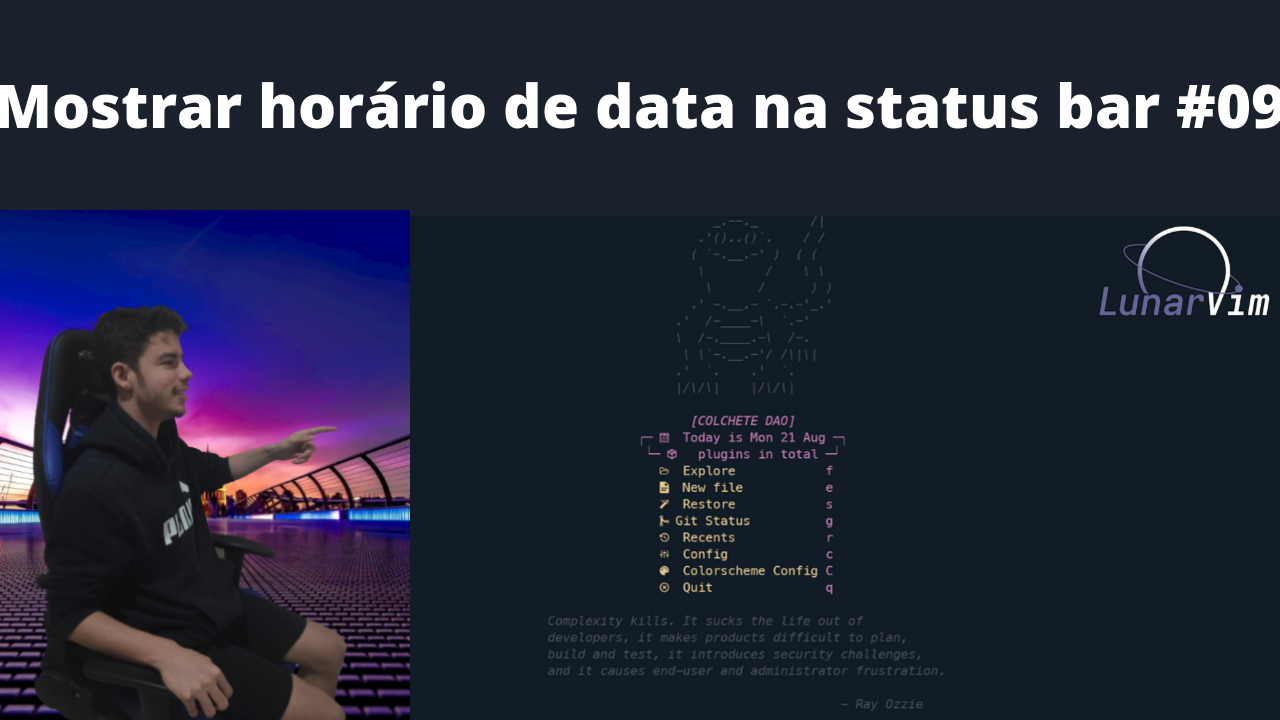 Mostrar horário de data na status bar #09
LunarVim
[COLCHETE DAO]
Today is Mon 21 Aug
plugins in total
Explore f
New file e
Restore s
Git Status g
Recents r
Config c
Colorscheme Config C
Quit q
Complexity kills. It sucks the life out of
developers, it makes products difficult to plan,
build and test, it introduces security challenges,
and it causes end-user and administrator frustration.
— Ray Ozzie